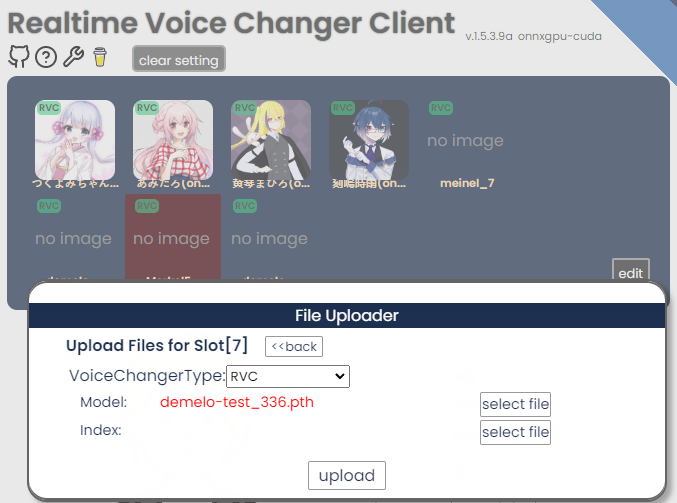 Realtime Voice Changer Client
v.1.5.3.9a onnxgpu-cuda
clear setting
RVC
RVC
RVC
RVC
RVC
no image
つくよみちゃん...
あみたろ(on...
黄琴まひろ(o...
刻鳴時雨(on...
meinel_7
RVC
RVC
RVC
no image
no image
no image
edit
File Uploader
Upload Files for Slot[7]
<<back
VoiceChangerType:
RVC
Model:
demelo-test_336.pth
select file
Index:
select file
upload